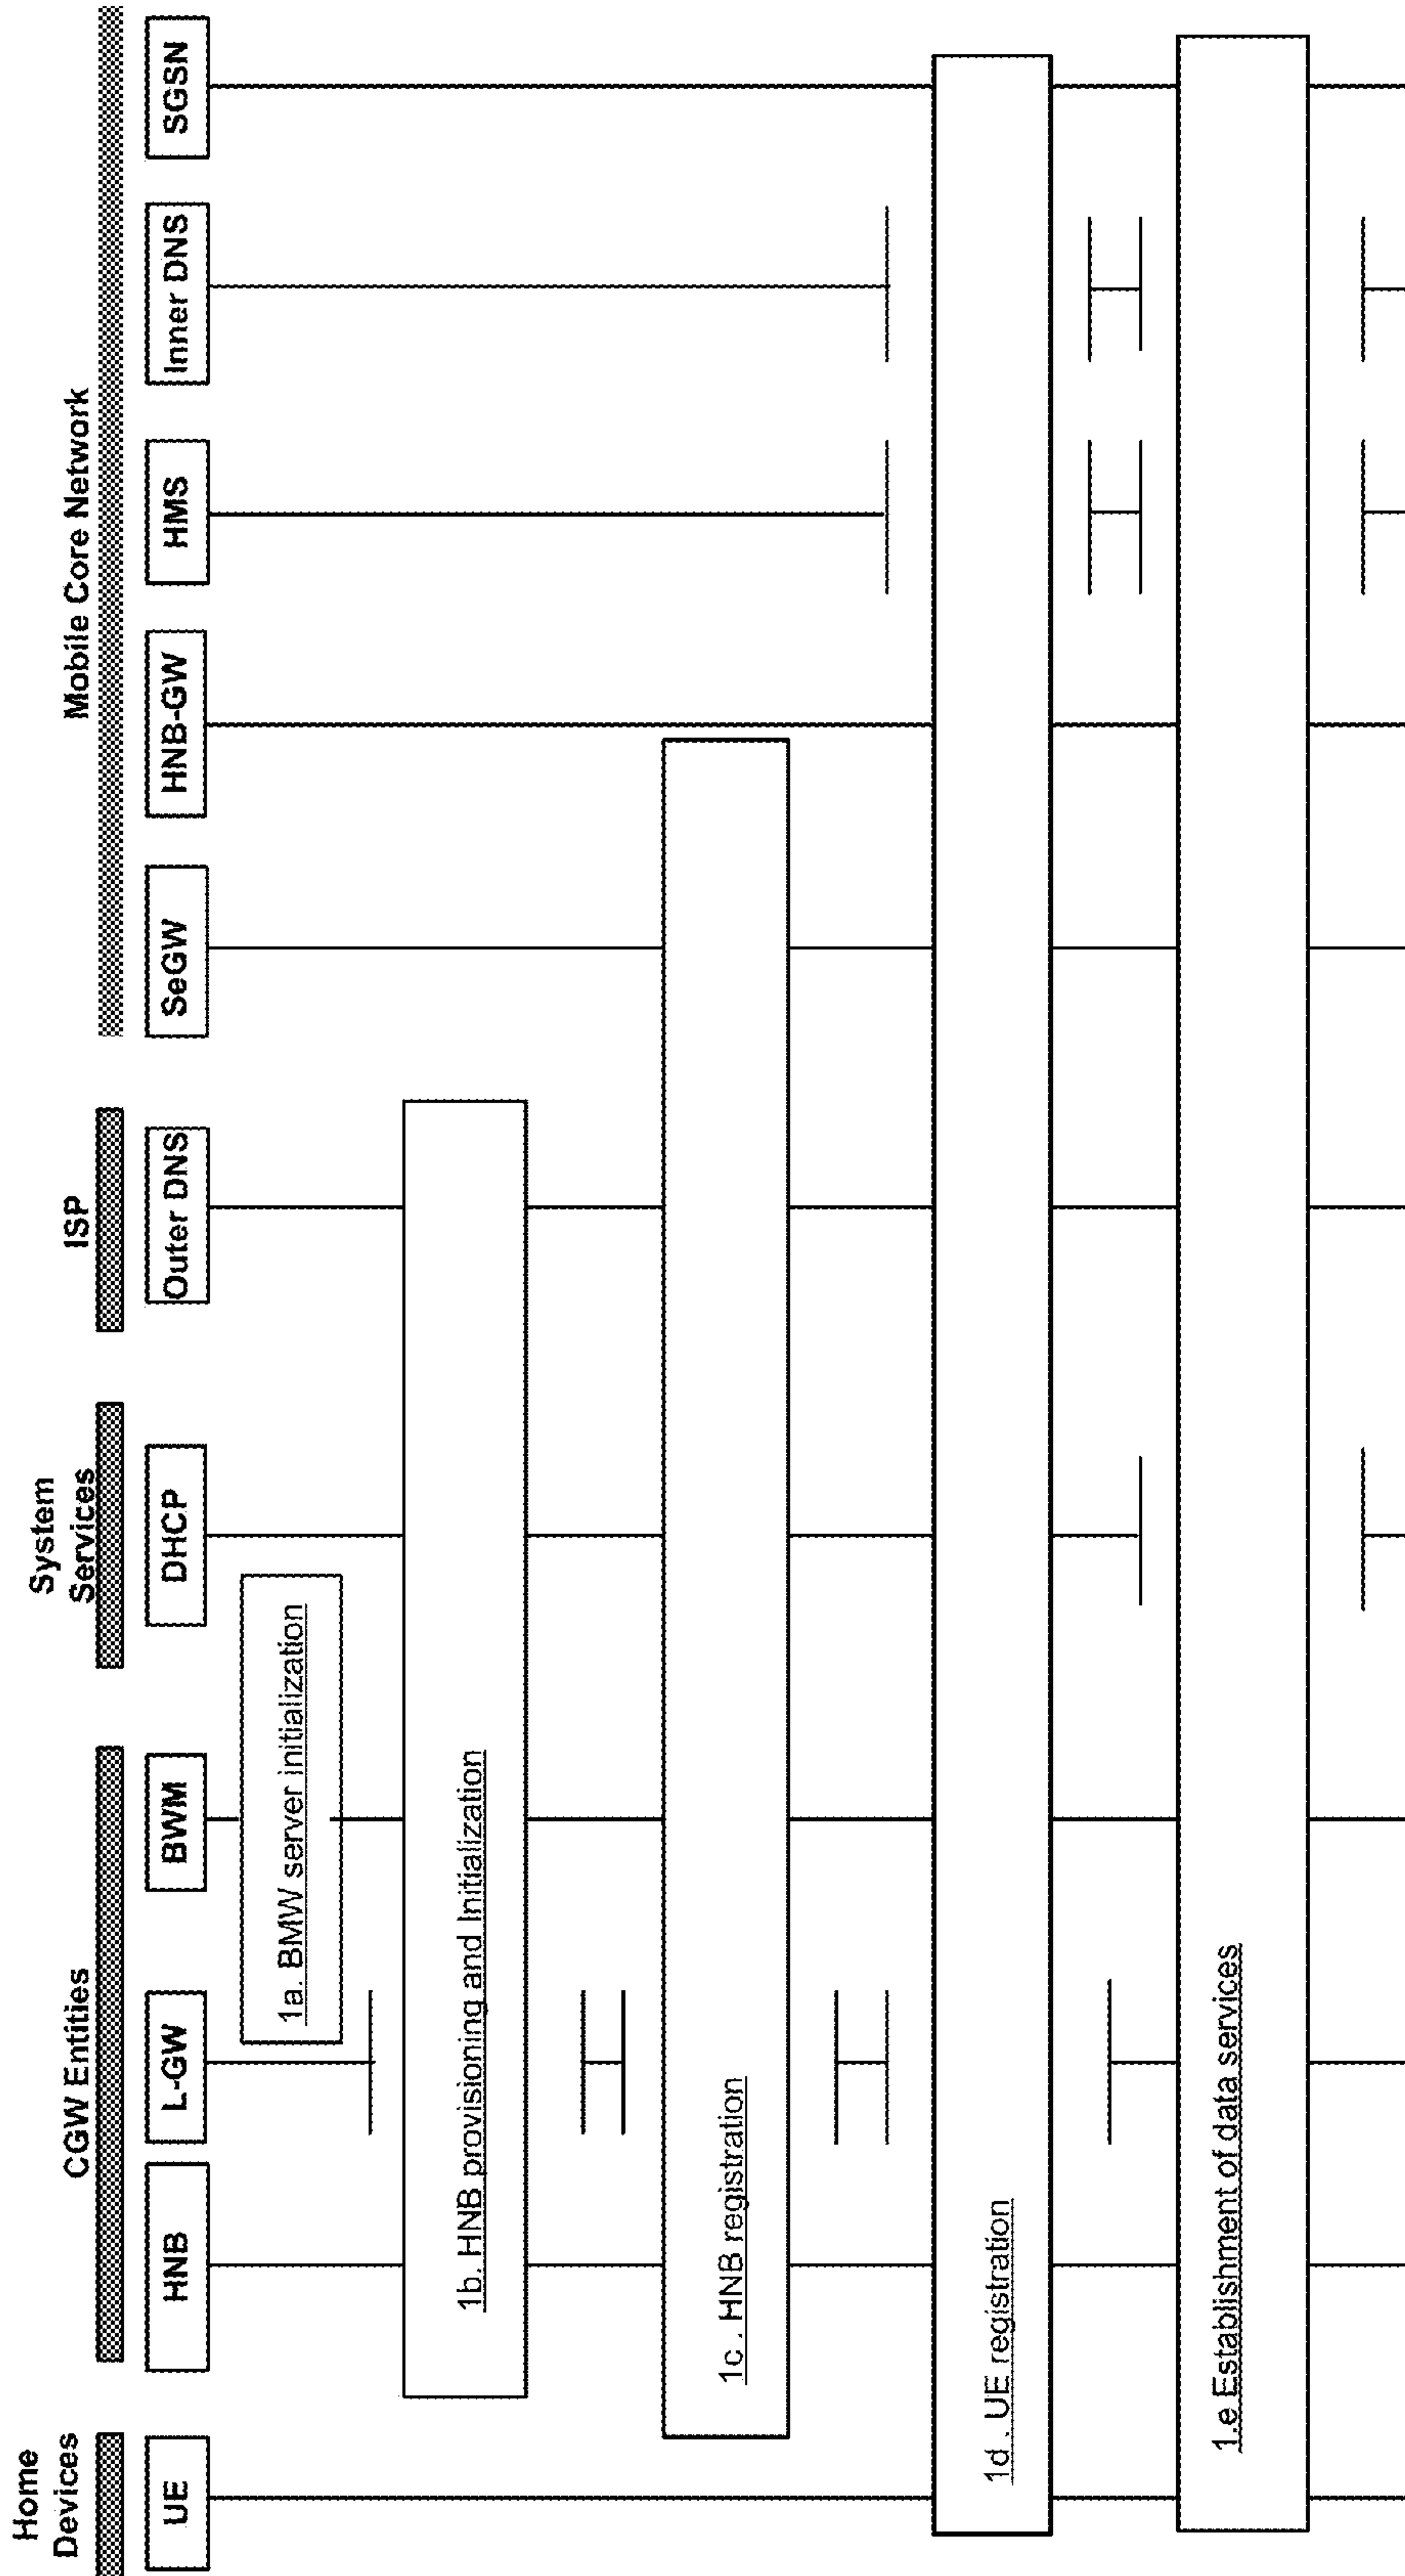 Home
Devices
CGW Entities
System
Services
ISP
Mobile Core Network
UE
HNB
L-GW
BWM
DHCP
Outer DNS
SeGW
HNB-GW
HMS
Inner DNS
SGSN
1a. BMW server initialization
1b. HNB provisioning and Initialization
1c . HNB registration
1d . UE registration
1.e Establishment of data services